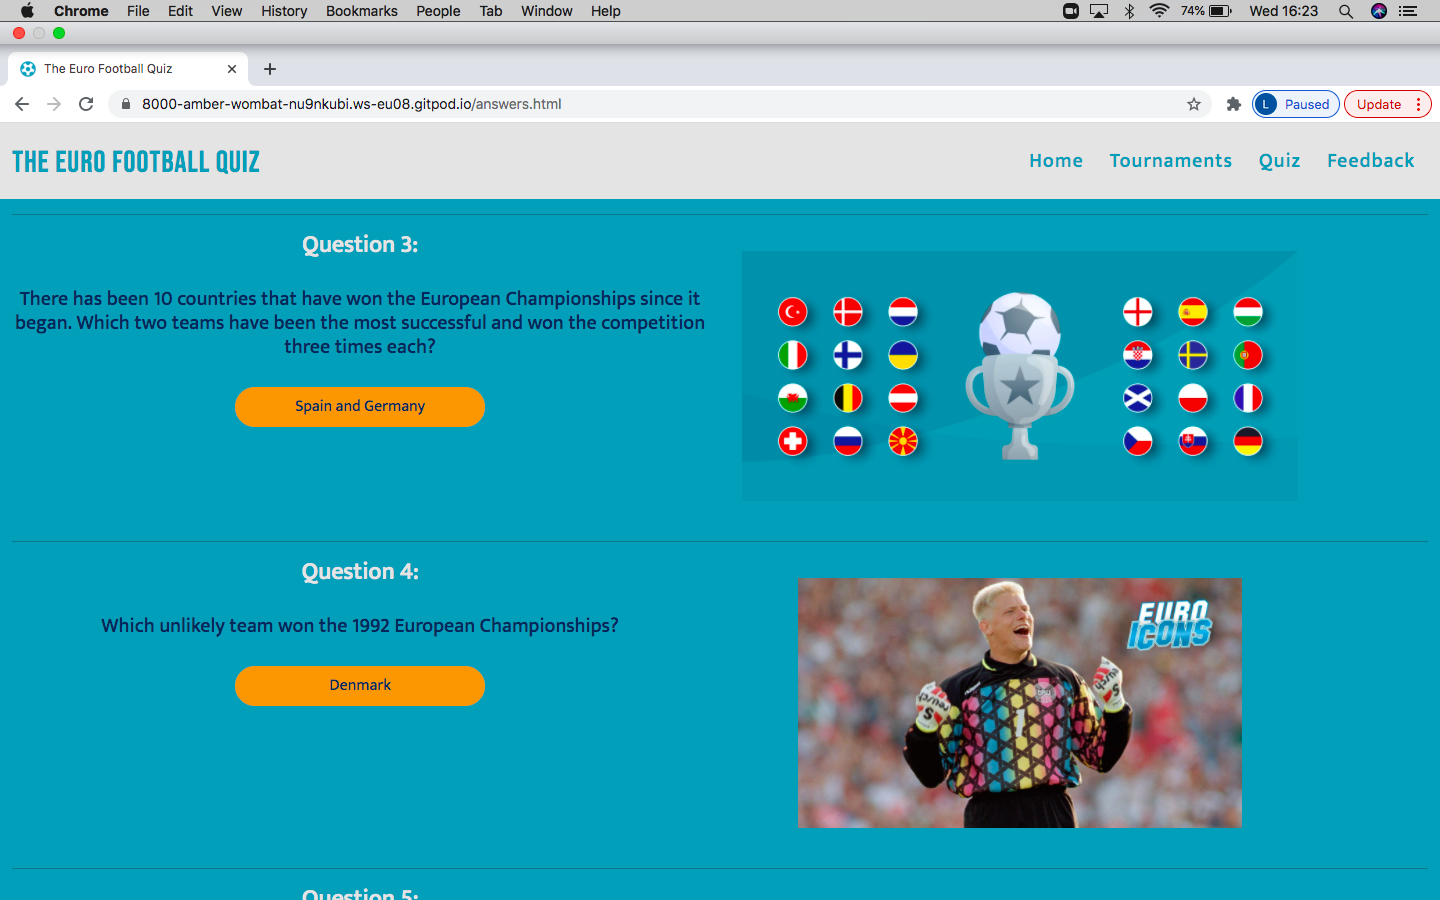 Chrome File Edit View History Bookmarks People Tab Window Help 74% Wed 16:23
The Euro Football Quiz
8000-amber-wombat-nu9nkubi.ws-eu08.gitpod.io/answers.html L Paused Update
THE EURO FOOTBALL QUIZ Home Tournaments Quiz Feedback
Question 3:
There has been 10 countries that have won the European Championships since it
began. Which two teams have been the most successful and won the competition
three times each?
Spain and Germany
Question 4:
Which unlikely team won the 1992 European Championships?
Denmark
EURO
ICONS
1
reusch
Question 5: